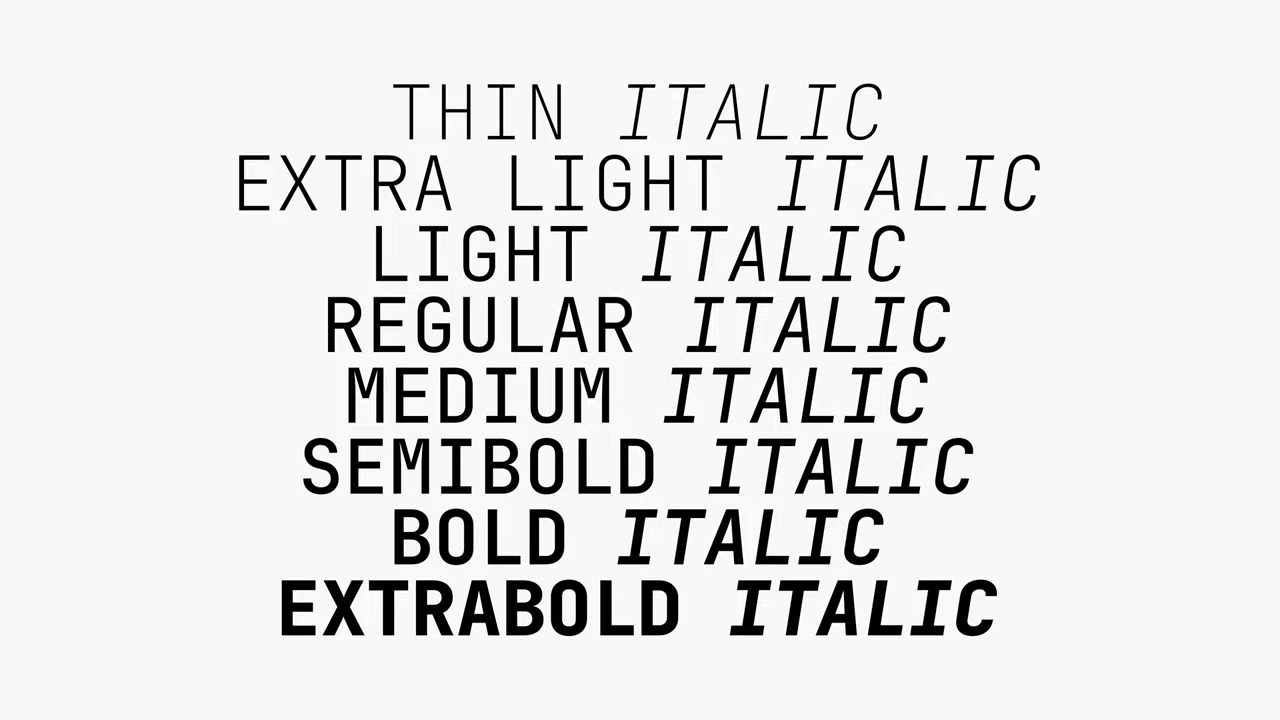 THIN ITALIC
EXTRA LIGHT ITALIC
LIGHT ITALIC
REGULAR ITALIC
MEDIUM ITALIC
SEMIBOLD ITALIC
BOLD ITALIC
EXTRABOLD ITALIC